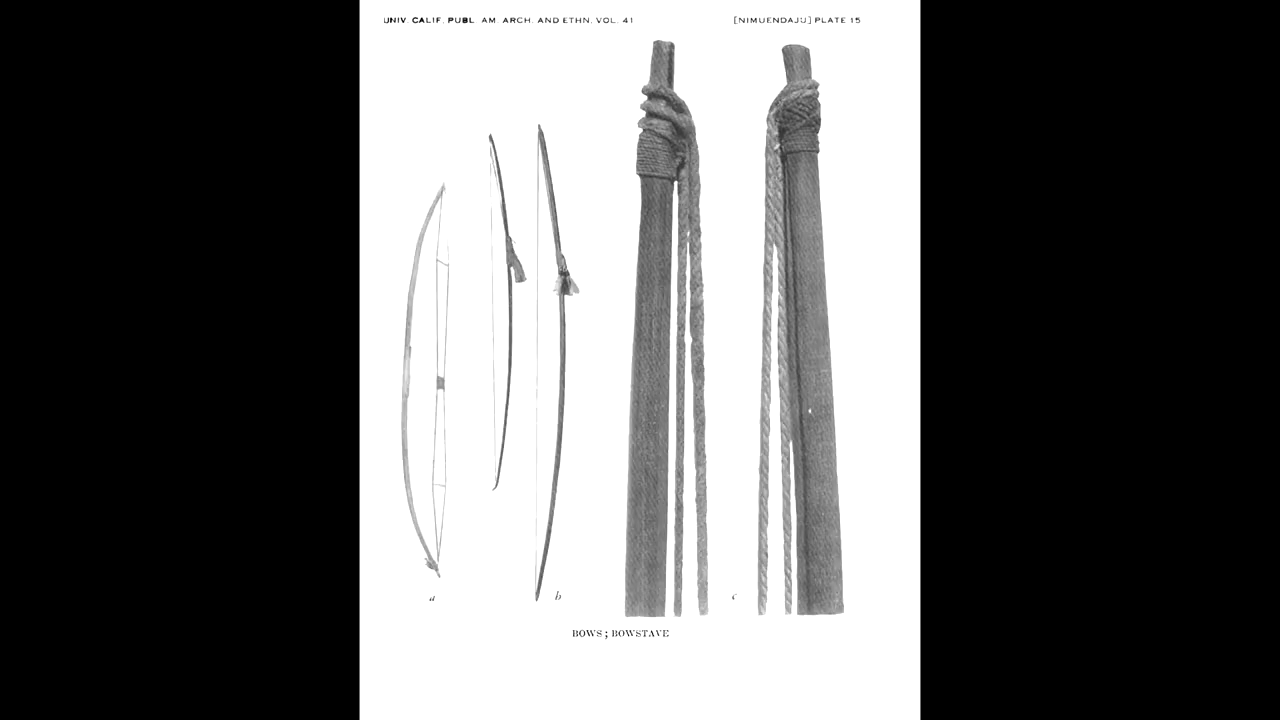 UNIV. CALIF. PUBL. AM. ARCH. AND ETHN. VOL. 41
[NIMUENDAJU] PLATE 15
a
b
c
BOWS; BOWSTAVE